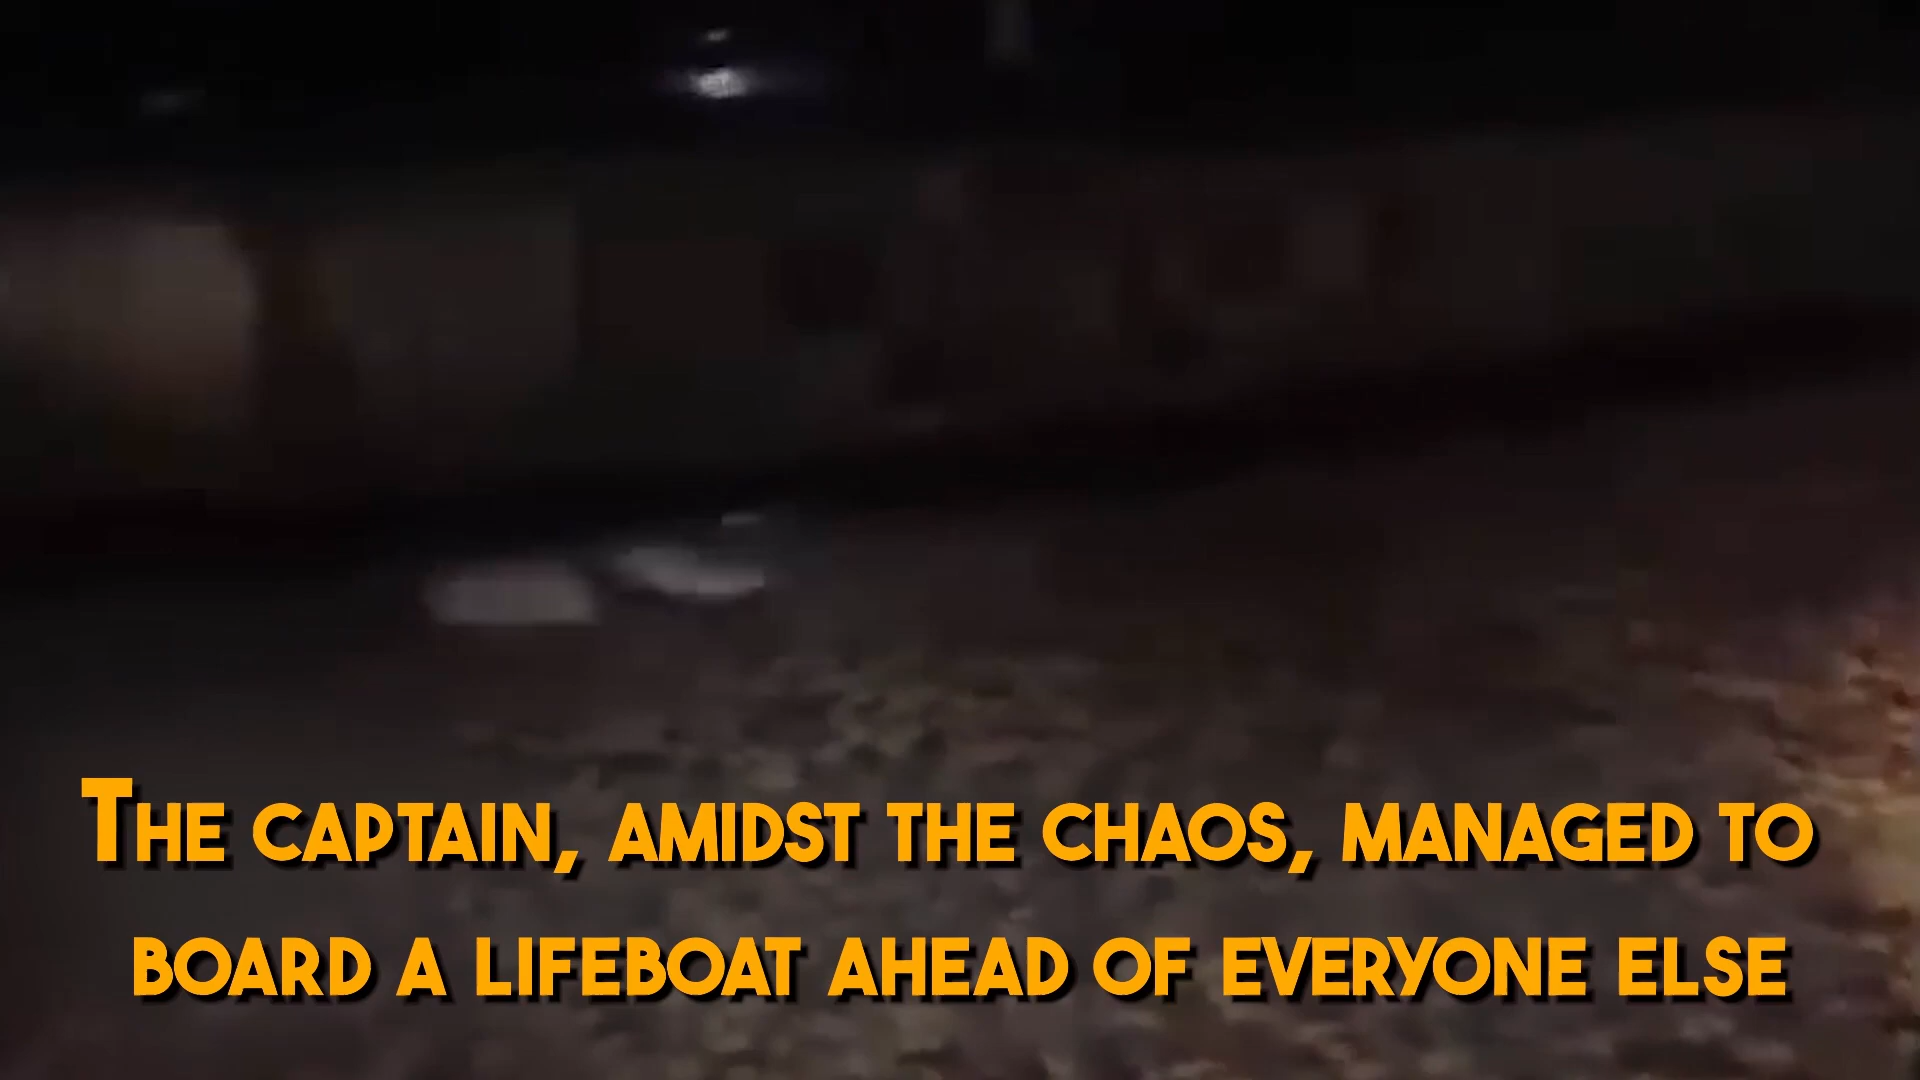 The captain, amidst the chaos, managed to
board a lifeboat ahead of everyone else